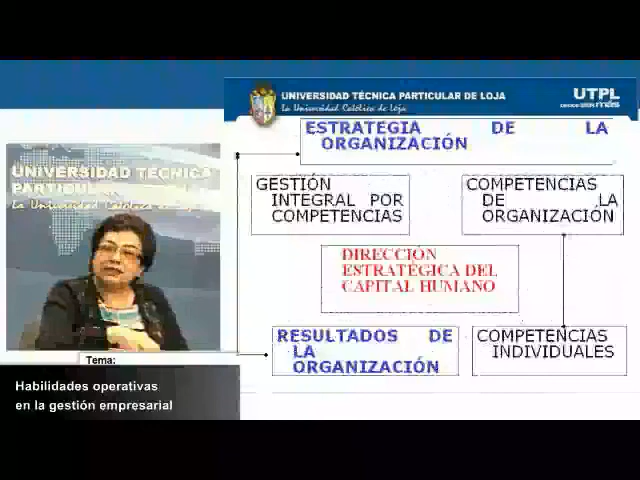 UNIVERSIDAD TÉCNICA PARTICULAR DE LOJA
La Universidad Católica de Loja
UTPL
ESTRATEGIA DE LA
ORGANIZACIÓN
UNIVERSIDAD TÉCNICA
PARTICULAR
La Universidad Católica de
GESTIÓN
INTEGRAL POR
COMPETENCIAS
COMPETENCIAS
DE LA
ORGANIZACIÓN
DIRECCIÓN
ESTRATÉGICA DEL
CAPITAL HUMANO
RESULTADOS DE
LA
ORGANIZACIÓN
COMPETENCIAS
INDIVIDUALES
Tema:
Habilidades operativas
en la gestión empresarial